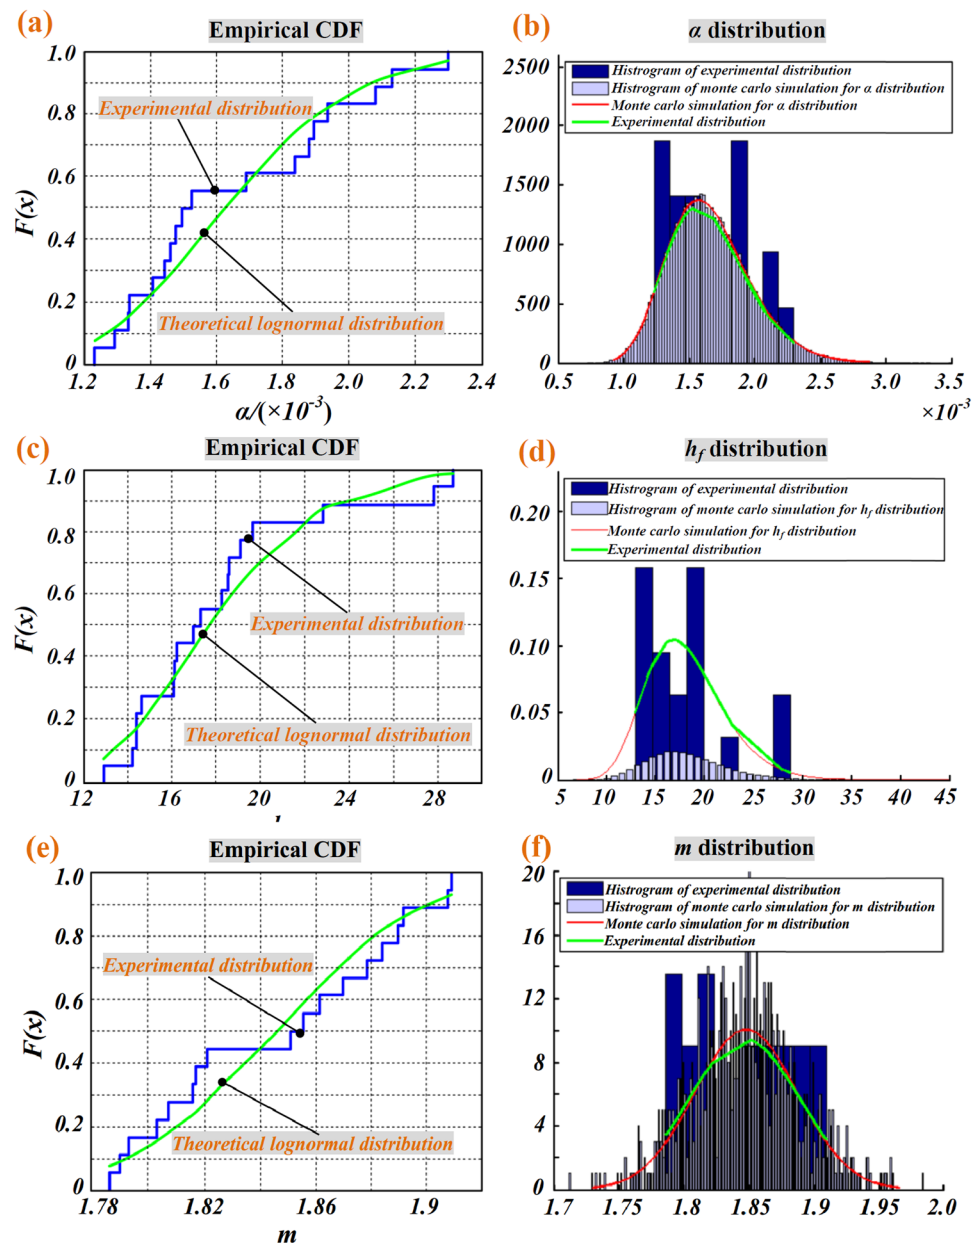 (a)
Empirical CDF
1.0
0.8
0.6
0.4
0.2
0
F(x)
Experimental distribution
Theoretical lognormal distribution
1.2 1.4 1.6 1.8 2.0 2.2 2.4
α/(×10⁻³)
(b)
α distribution
2500
2000
1500
1000
500
0
Histrogram of experimental distribution
Histrogram of monte carlo simulation for α distribution
Monte carlo simulation for α distribution
Experimental distribution
0.5 1.0 1.5 2.0 2.5 3.0 3.5
×10⁻³
(c)
Empirical CDF
1.0
0.8
0.6
0.4
0.2
0
F(x)
Experimental distribution
Theoretical lognormal distribution
12 16 20 24 28
(d)
h_f distribution
0.20
0.15
0.10
0.05
0
Histrogram of experimental distribution
Histrogram of monte carlo simulation for h_f distribution
Monte carlo simulation for h_f distribution
Experimental distribution
5 10 15 20 25 30 35 40 45
(e)
Empirical CDF
1.0
0.8
0.6
0.4
0.2
0
F(x)
Experimental distribution
Theoretical lognormal distribution
1.78 1.82 1.86 1.9
m
(f)
m distribution
20
16
12
8
4
0
Histrogram of experimental distribution
Histrogram of monte carlo simulation for m distribution
Monte carlo simulation for m distribution
Experimental distribution
1.7 1.75 1.8 1.85 1.9 1.95 2.0